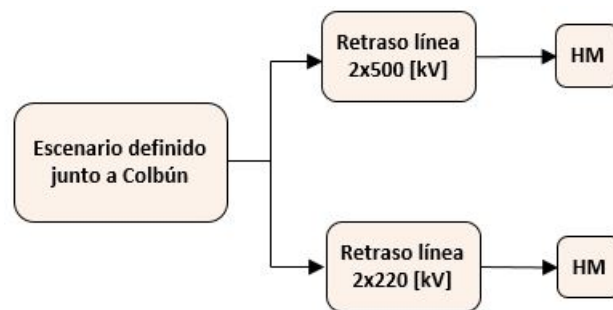 Retraso línea
2x500 [kV]
HM
Escenario definido
junto a Colbún
Retraso línea
2x220 [kV]
HM